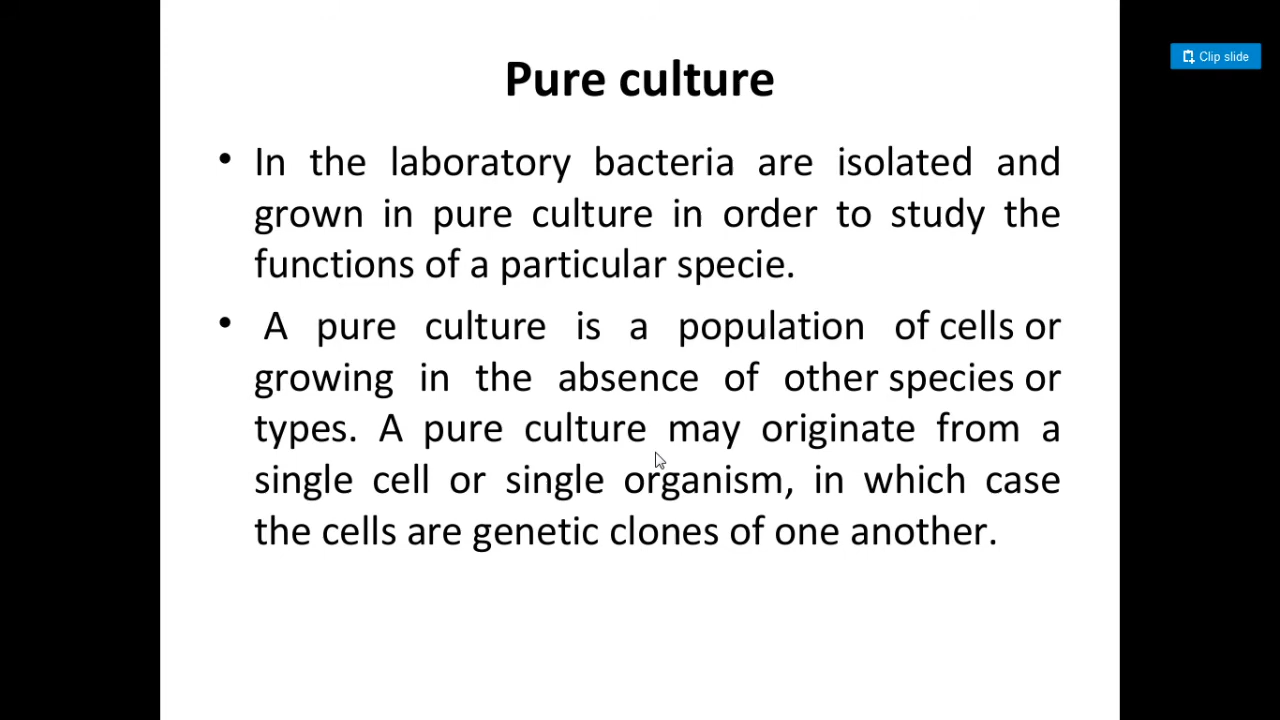 Pure culture
Clip slide
• In the laboratory bacteria are isolated and
grown in pure culture in order to study the
functions of a particular specie.
• A pure culture is a population of cells or
growing in the absence of other species or
types. A pure culture may originate from a
single cell or single organism, in which case
the cells are genetic clones of one another.